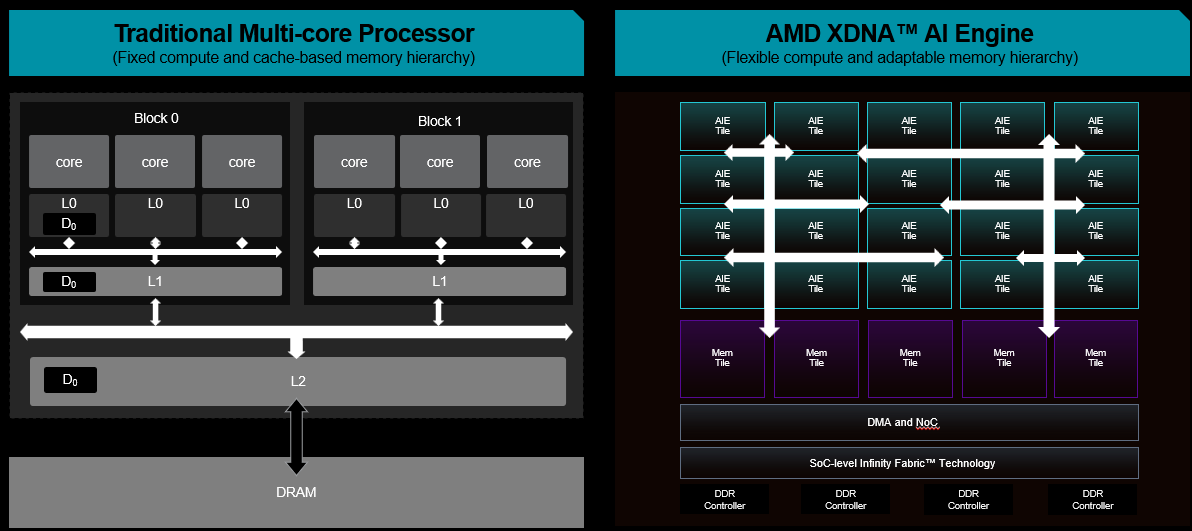 Traditional Multi-core Processor
(Fixed compute and cache-based memory hierarchy)
Block 0
Block 1
core core core core core core
L0 L0 L0 L0 L0 L0
D₀
D₀ L1 L1
D₀ L2
DRAM
AMD XDNA™ AI Engine
(Flexible compute and adaptable memory hierarchy)
AIE AIE AIE AIE AIE
Tile Tile Tile Tile Tile
AIE AIE AIE AIE AIE
Tile Tile Tile Tile Tile
AIE AIE AIE AIE AIE
Tile Tile Tile Tile Tile
AIE AIE AIE AIE AIE
Tile Tile Tile Tile Tile
Mem Mem Mem Mem Mem
Tile Tile Tile Tile Tile
DMA and NoC
SoC-level Infinity Fabric™ Technology
DDR DDR DDR DDR
Controller Controller Controller Controller